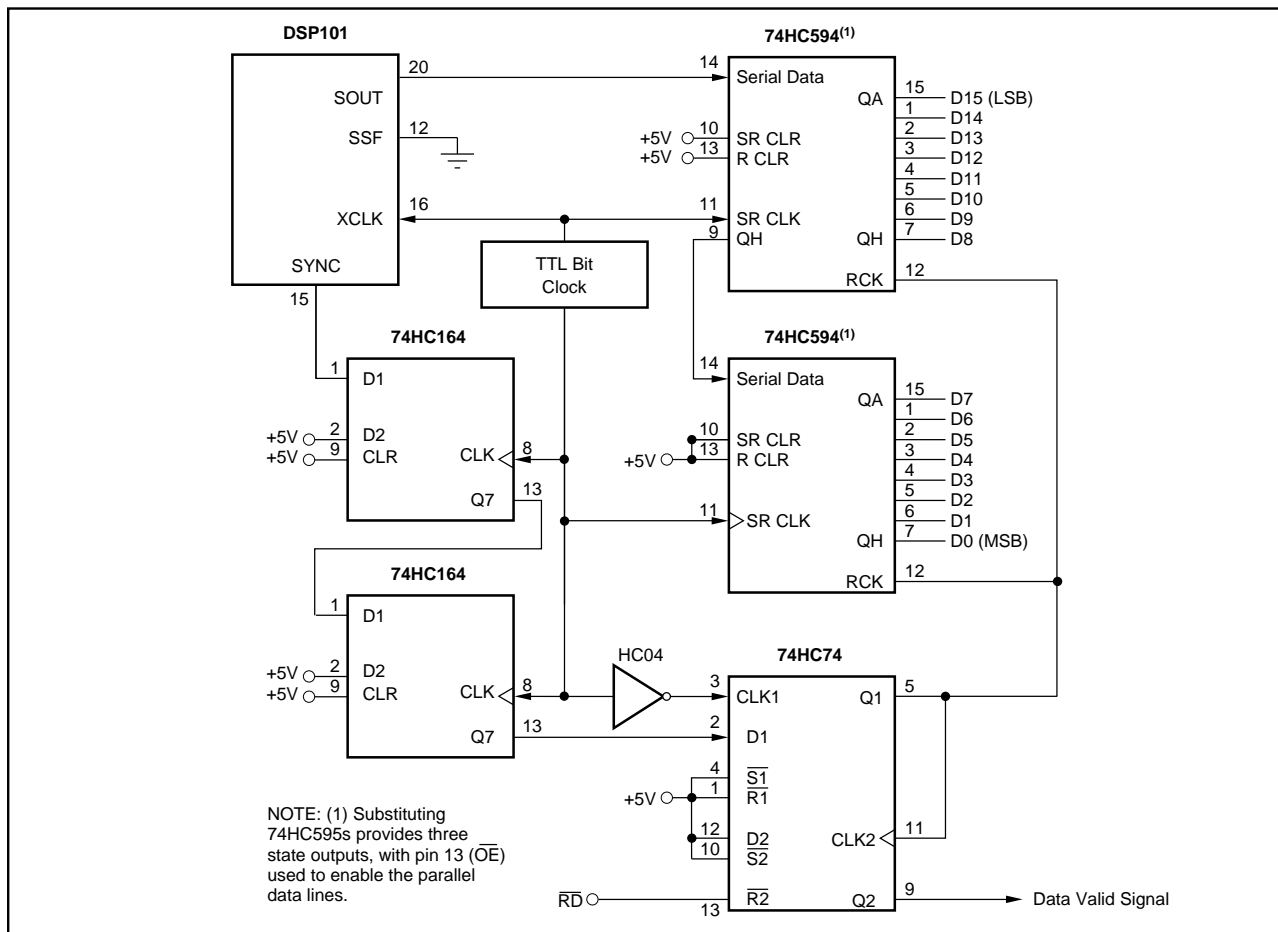 DSP101
20
SOUT
SSF
12
XCLK
16
SYNC
15
TTL Bit
Clock
74HC594(1)
14
Serial Data
+5V
10
SR CLR
+5V
13
R CLR
11
SR CLK
9
QH
QA
15
D15 (LSB)
1
D14
2
D13
3
D12
4
D11
5
D10
6
D9
QH
7
D8
RCK
12
74HC164
1
D1
+5V
2
D2
+5V
9
CLR
CLK
8
Q7
13
74HC594(1)
14
Serial Data
10
SR CLR
+5V
13
R CLR
11
SR CLK
QA
15
D7
1
D6
2
D5
3
D4
4
D3
5
D2
6
D1
QH
7
D0 (MSB)
RCK
12
74HC164
1
D1
+5V
2
D2
+5V
9
CLR
CLK
8
Q7
13
HC04
74HC74
3
CLK1
2
D1
4
S1
+5V
1
R1
12
D2
10
S2
RD
13
R2
Q1
5
CLK2
11
Q2
9
Data Valid Signal
NOTE: (1) Substituting
74HC595s provides three
state outputs, with pin 13 (OE)
used to enable the parallel
data lines.